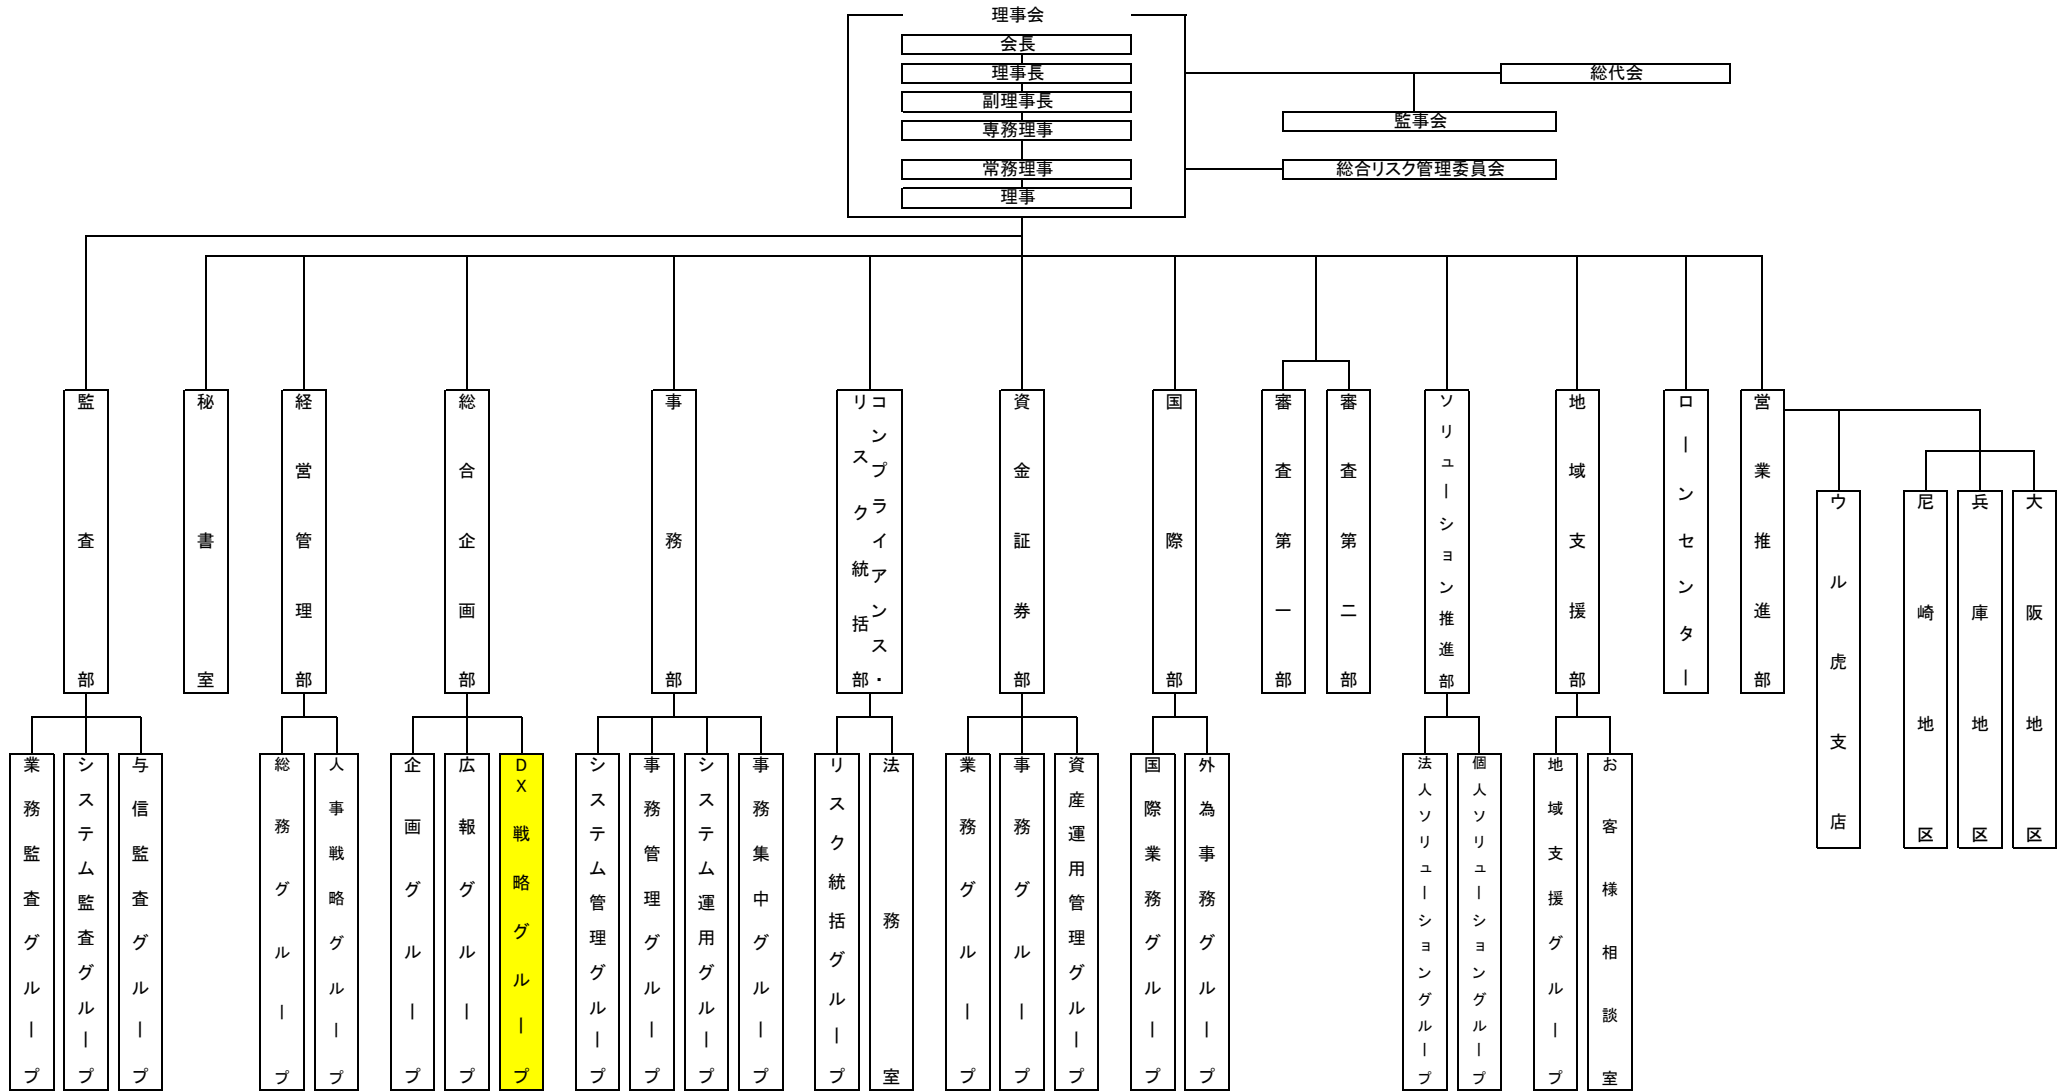 理事会
会長
理事長
副理事長
専務理事
常務理事
理事
総代会
監事会
総合リスク管理委員会
監査部
秘書室
経営管理部
総合企画部
事務部
コンプライアンス・
リスク統括部
資金証券部
国際部
審査第一部
審査第二部
ソリューション推進部
地域支援部
ローンセンター
営業推進部
ウル虎支店
尼崎地区
兵庫地区
大阪地区
業務監査グループ
システム監査グループ
与信監査グループ
総務グループ
人事戦略グループ
企画グループ
広報グループ
DX戦略グループ
システム管理グループ
事務管理グループ
システム運用グループ
事務集中グループ
リスク統括グループ
法務室
業務グループ
事務グループ
資産運用管理グループ
国際業務グループ
外為事務グループ
法人ソリューショングループ
個人ソリューショングループ
地域支援グループ
お客様相談室